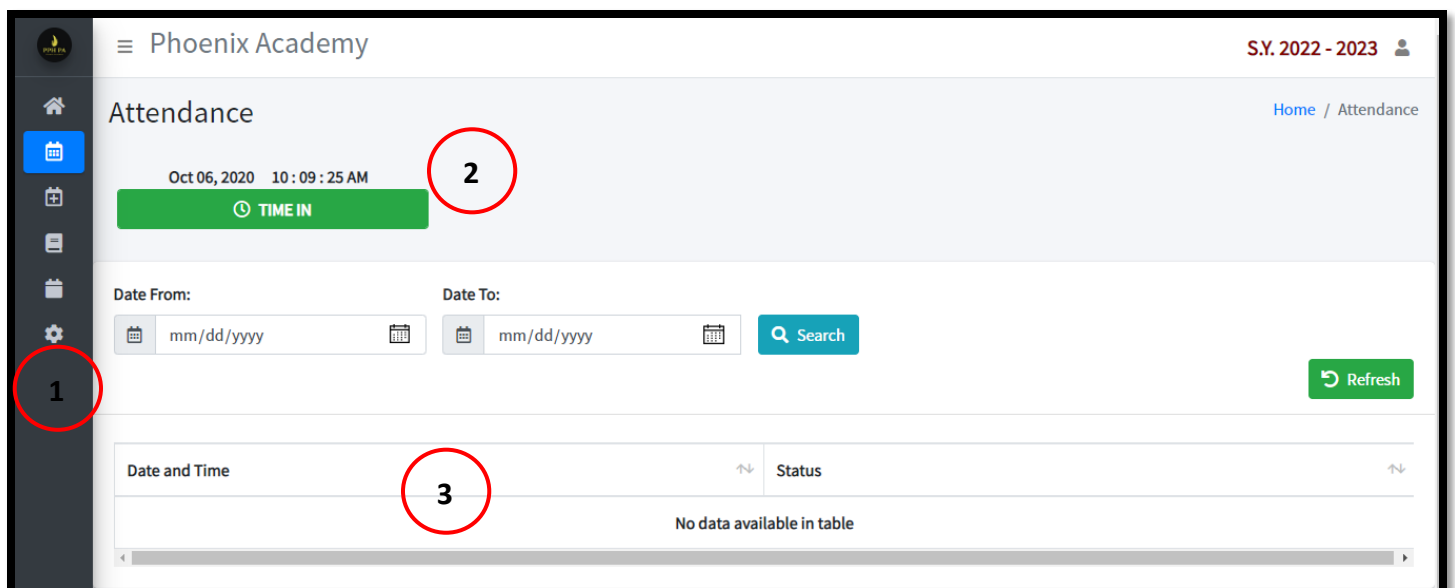 PPH PA
Phoenix Academy
S.Y. 2022 - 2023
Attendance
Home / Attendance
Oct 06, 2020 10 : 09 : 25 AM
2
TIME IN
Date From:
Date To:
mm/dd/yyyy
mm/dd/yyyy
Search
1
Refresh
Date and Time
Status
3
No data available in table